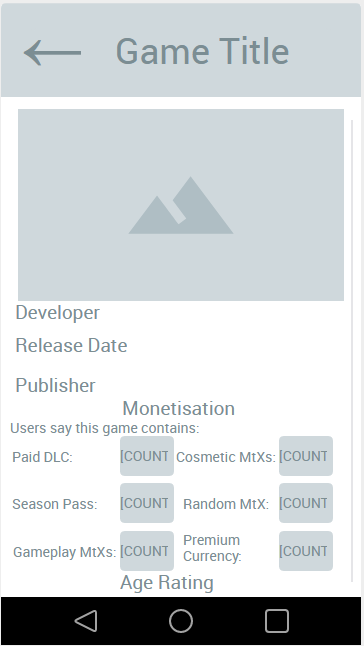 Game Title
Developer
Release Date
Publisher
Monetisation
Users say this game contains:
Paid DLC: [COUNT Cosmetic MtXs: [COUNT
Season Pass: [COUNT Random MtX: [COUNT
Gameplay MtXs: [COUNT Premium Currency: [COUNT
Age Rating